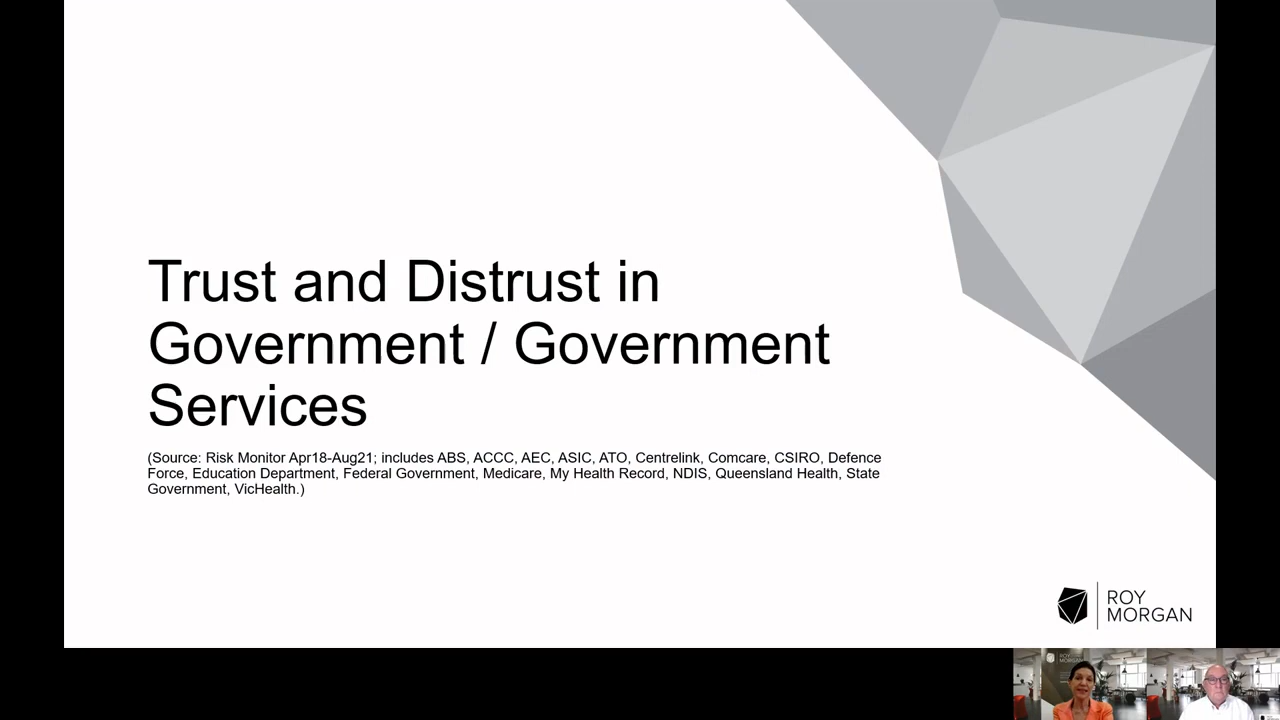 Trust and Distrust in
Government / Government
Services
(Source: Risk Monitor Apr18-Aug21; includes ABS, ACCC, AEC, ASIC, ATO, Centrelink, Comcare, CSIRO, Defence
Force, Education Department, Federal Government, Medicare, My Health Record, NDIS, Queensland Health, State
Government, VicHealth.)
ROY
MORGAN
ROY
MORGAN